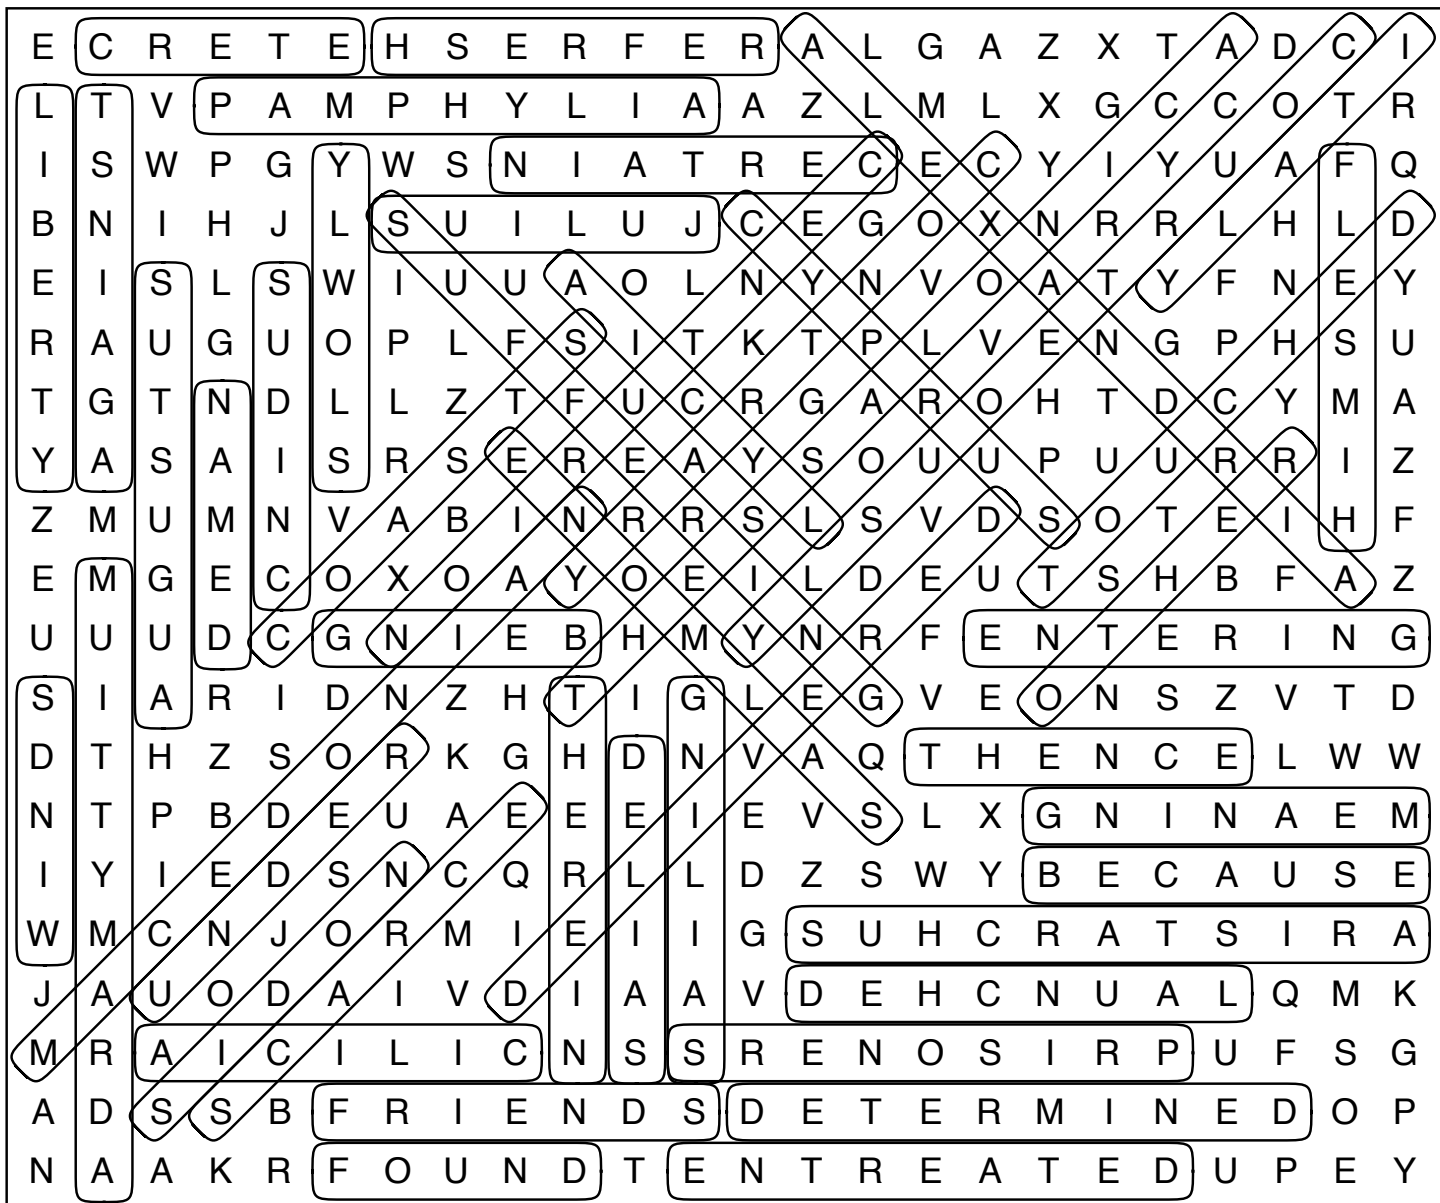 E C R E T E H S E R F E R A L G A Z X T A D C I
L T V P A M P H Y L I A A Z L M L X G C C O T R
I S W P G Y W S N I A T R E C E C Y I Y U A F Q
B N I H J L S U I L U J C E G O X N R R L H L D
E I S L S W I U U A O L N Y N V O A T Y F N E Y
R A U G U O P L F S I T K T P L V E N G P H S U
T G T N D L L Z T F U C R G A R O H T D C Y M A
Y A S A I S R S E R E A Y S O U U P U U R R I Z
Z M U M N V A B I N R R S L S V D S O T E I H F
E M G E C O X O A Y O E I L D E U T S H B F A Z
U U U D C G N I E B H M Y N R F E N T E R I N G
S I A R I D N Z H T I G L E G V E O N S Z V T D
D T H Z S O R K G H D N V A Q T H E N C E L W W
N T P B D E U A E E E I E V S L X G N I N A E M
I Y I E D S N C Q R L L D Z S W Y B E C A U S E
W M C N J O R M I E I I G S U H C R A T S I R A
J A U O D A I V D I A A V D E H C N U A L Q M K
M R A I C I L I C N S S R E N O S I R P U F S G
A D S S B F R I E N D S D E T E R M I N E D O P
N A A K R F O U N D T E N T R E A T E D U P E Y